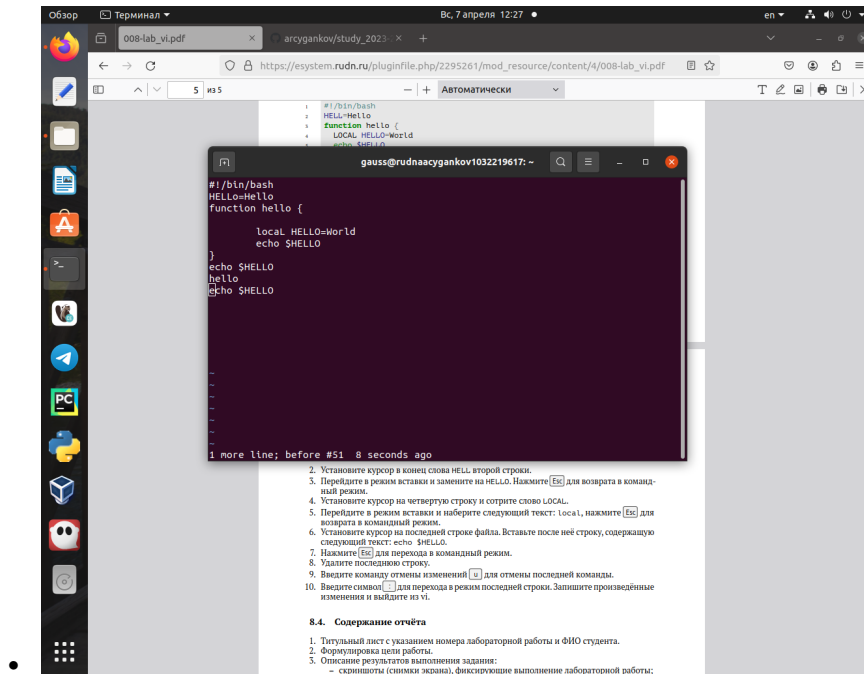 Обзор
Терминал
Вс, 7 апреля 12:27
en
008-lab_vi.pdf
arcygankov/study_2023-
https://esystem.rudn.ru/pluginfile.php/2295261/mod_resource/content/4/008-lab_vi.pdf
5 из 5
Автоматически
1 #!/bin/bash
2 HELL=Hello
3 function hello {
4 LOCAL HELLO=World
5 echo $HELLO
gauss@rudnaacygankov1032219617: ~
#!/bin/bash
HELLo=Hello
function hello {
locaL HELLO=World
echo $HELLO
}
echo $HELLO
hello
echo $HELLO
~
~
~
~
~
~
~
1 more line; before #51 8 seconds ago
2. Установите курсор в конец слова HELL второй строки.
3. Перейдите в режим вставки и замените на HELLO. Нажмите Esc для возврата в команд-
ный режим.
4. Установите курсор на четвертую строку и сотрите слово LOCAL.
5. Перейдите в режим вставки и наберите следующий текст: local, нажмите Esc для
возврата в командный режим.
6. Установите курсор на последней строке файла. Вставьте после неё строку, содержащую
следующий текст: echo $HELLO.
7. Нажмите Esc для перехода в командный режим.
8. Удалите последнюю строку.
9. Введите команду отмены изменений u для отмены последней команды.
10. Введите символ : для перехода в режим последней строки. Запишите произведённые
изменения и выйдите из vi.
8.4. Содержание отчёта
1. Титульный лист с указанием номера лабораторной работы и ФИО студента.
2. Формулировка цели работы.
3. Описание результатов выполнения задания:
– скриншоты (снимки экрана), фиксирующие выполнение лабораторной работы;